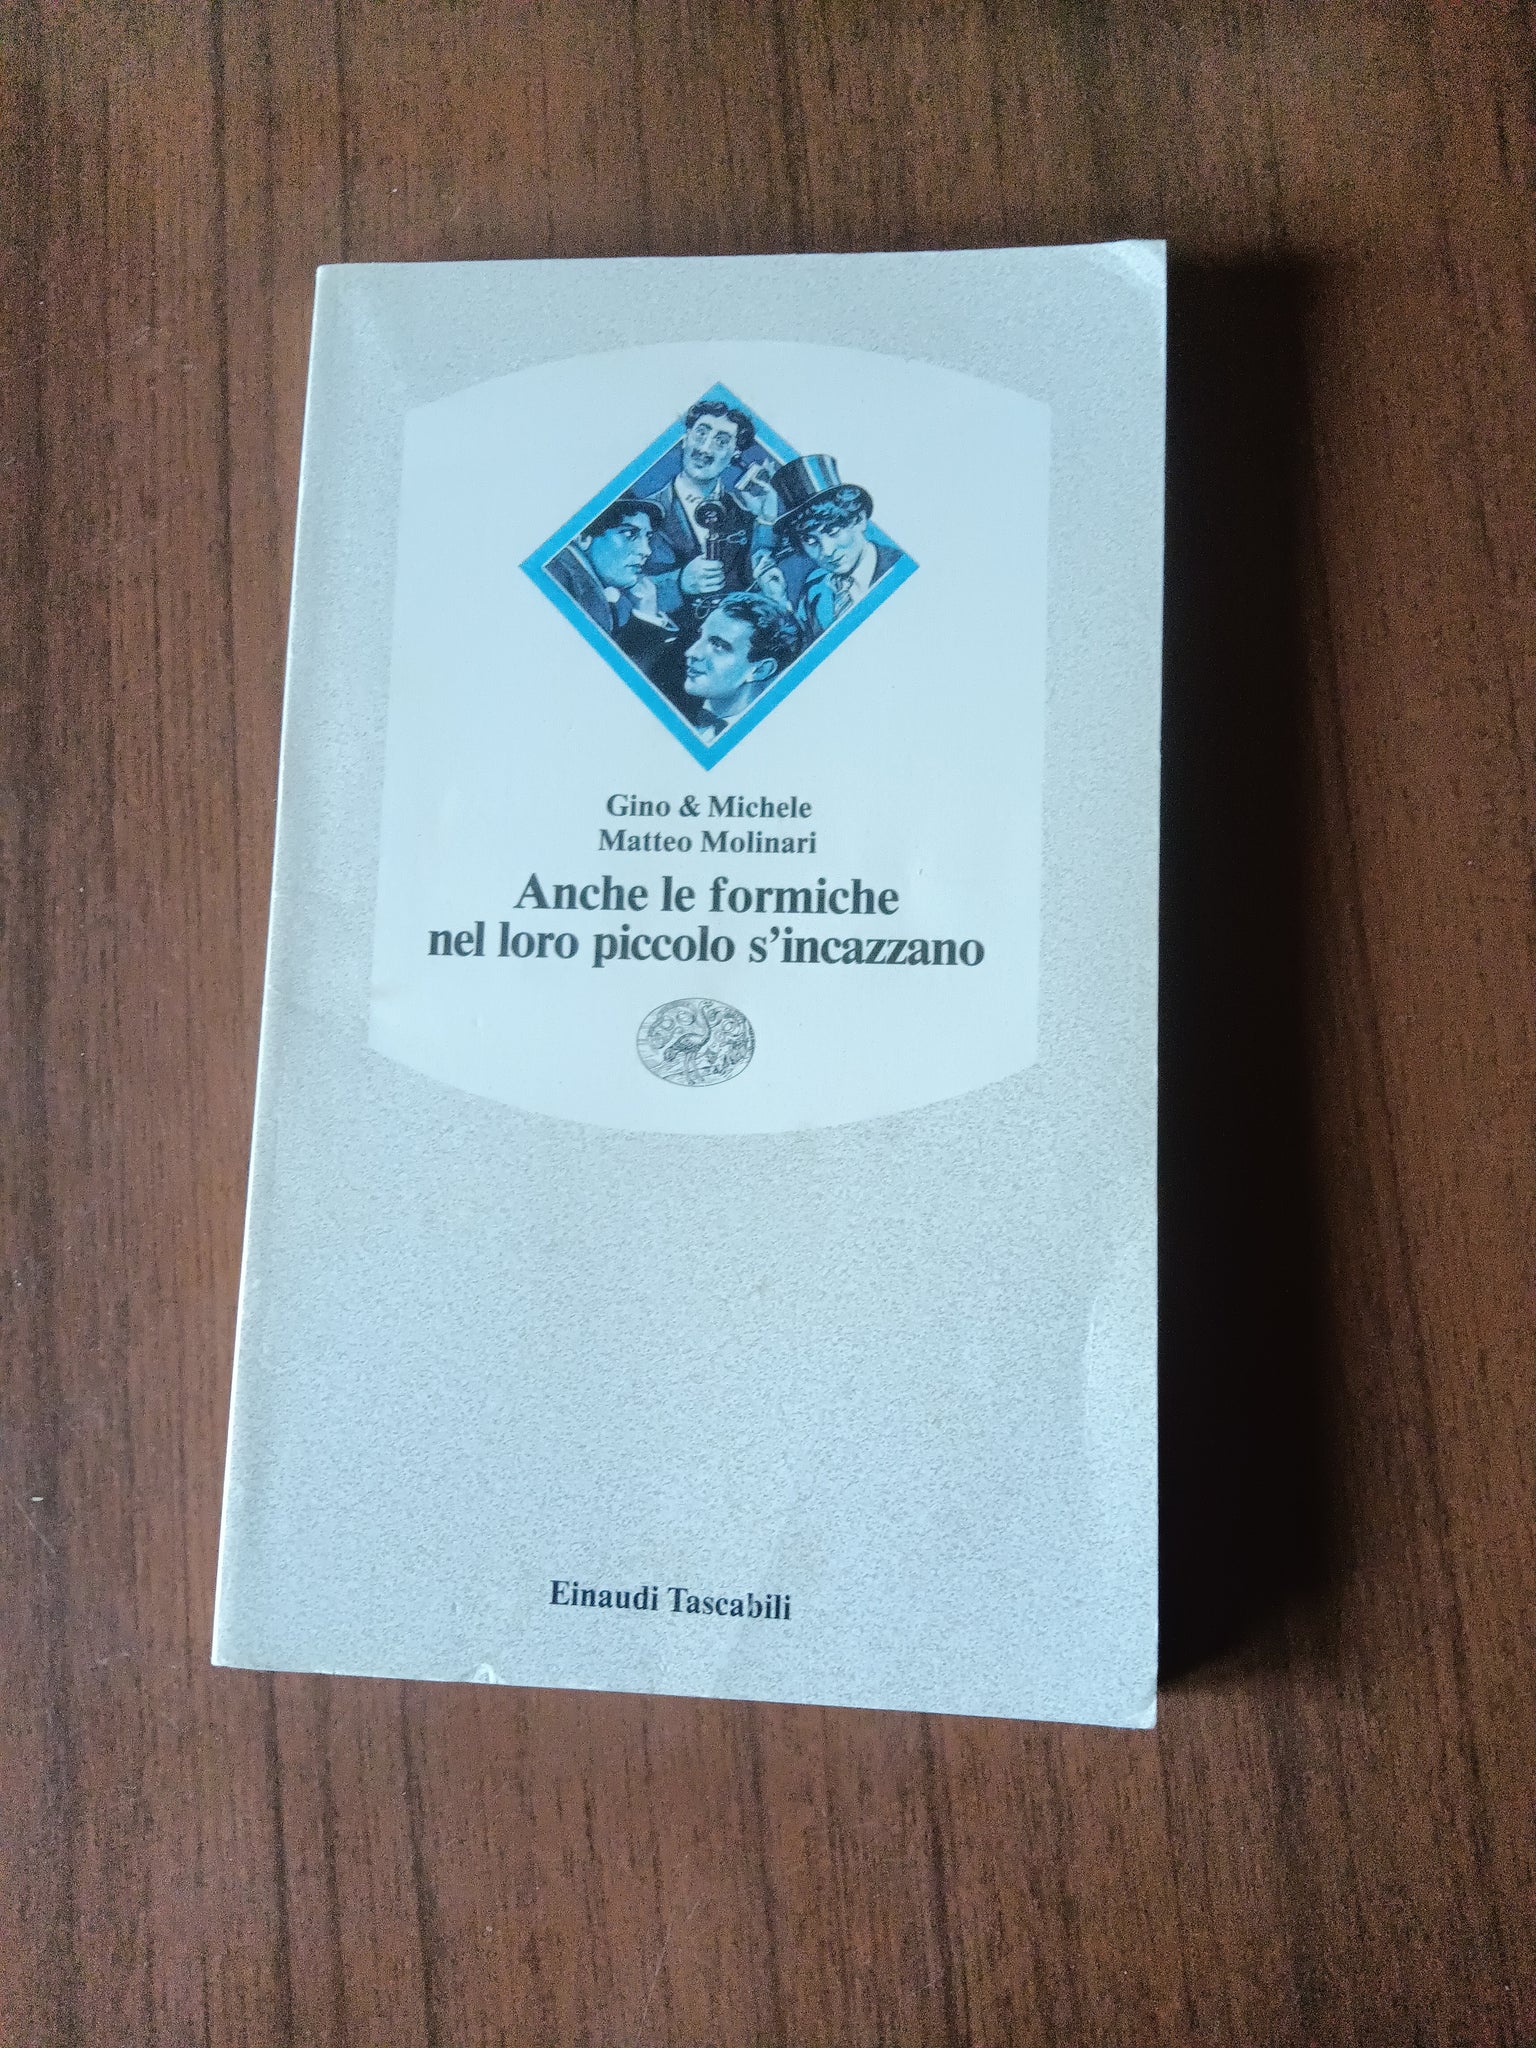 Gino & Michele
Matteo Molinari
Anche le formiche
nel loro piccolo s'incazzano
Einaudi Tascabili